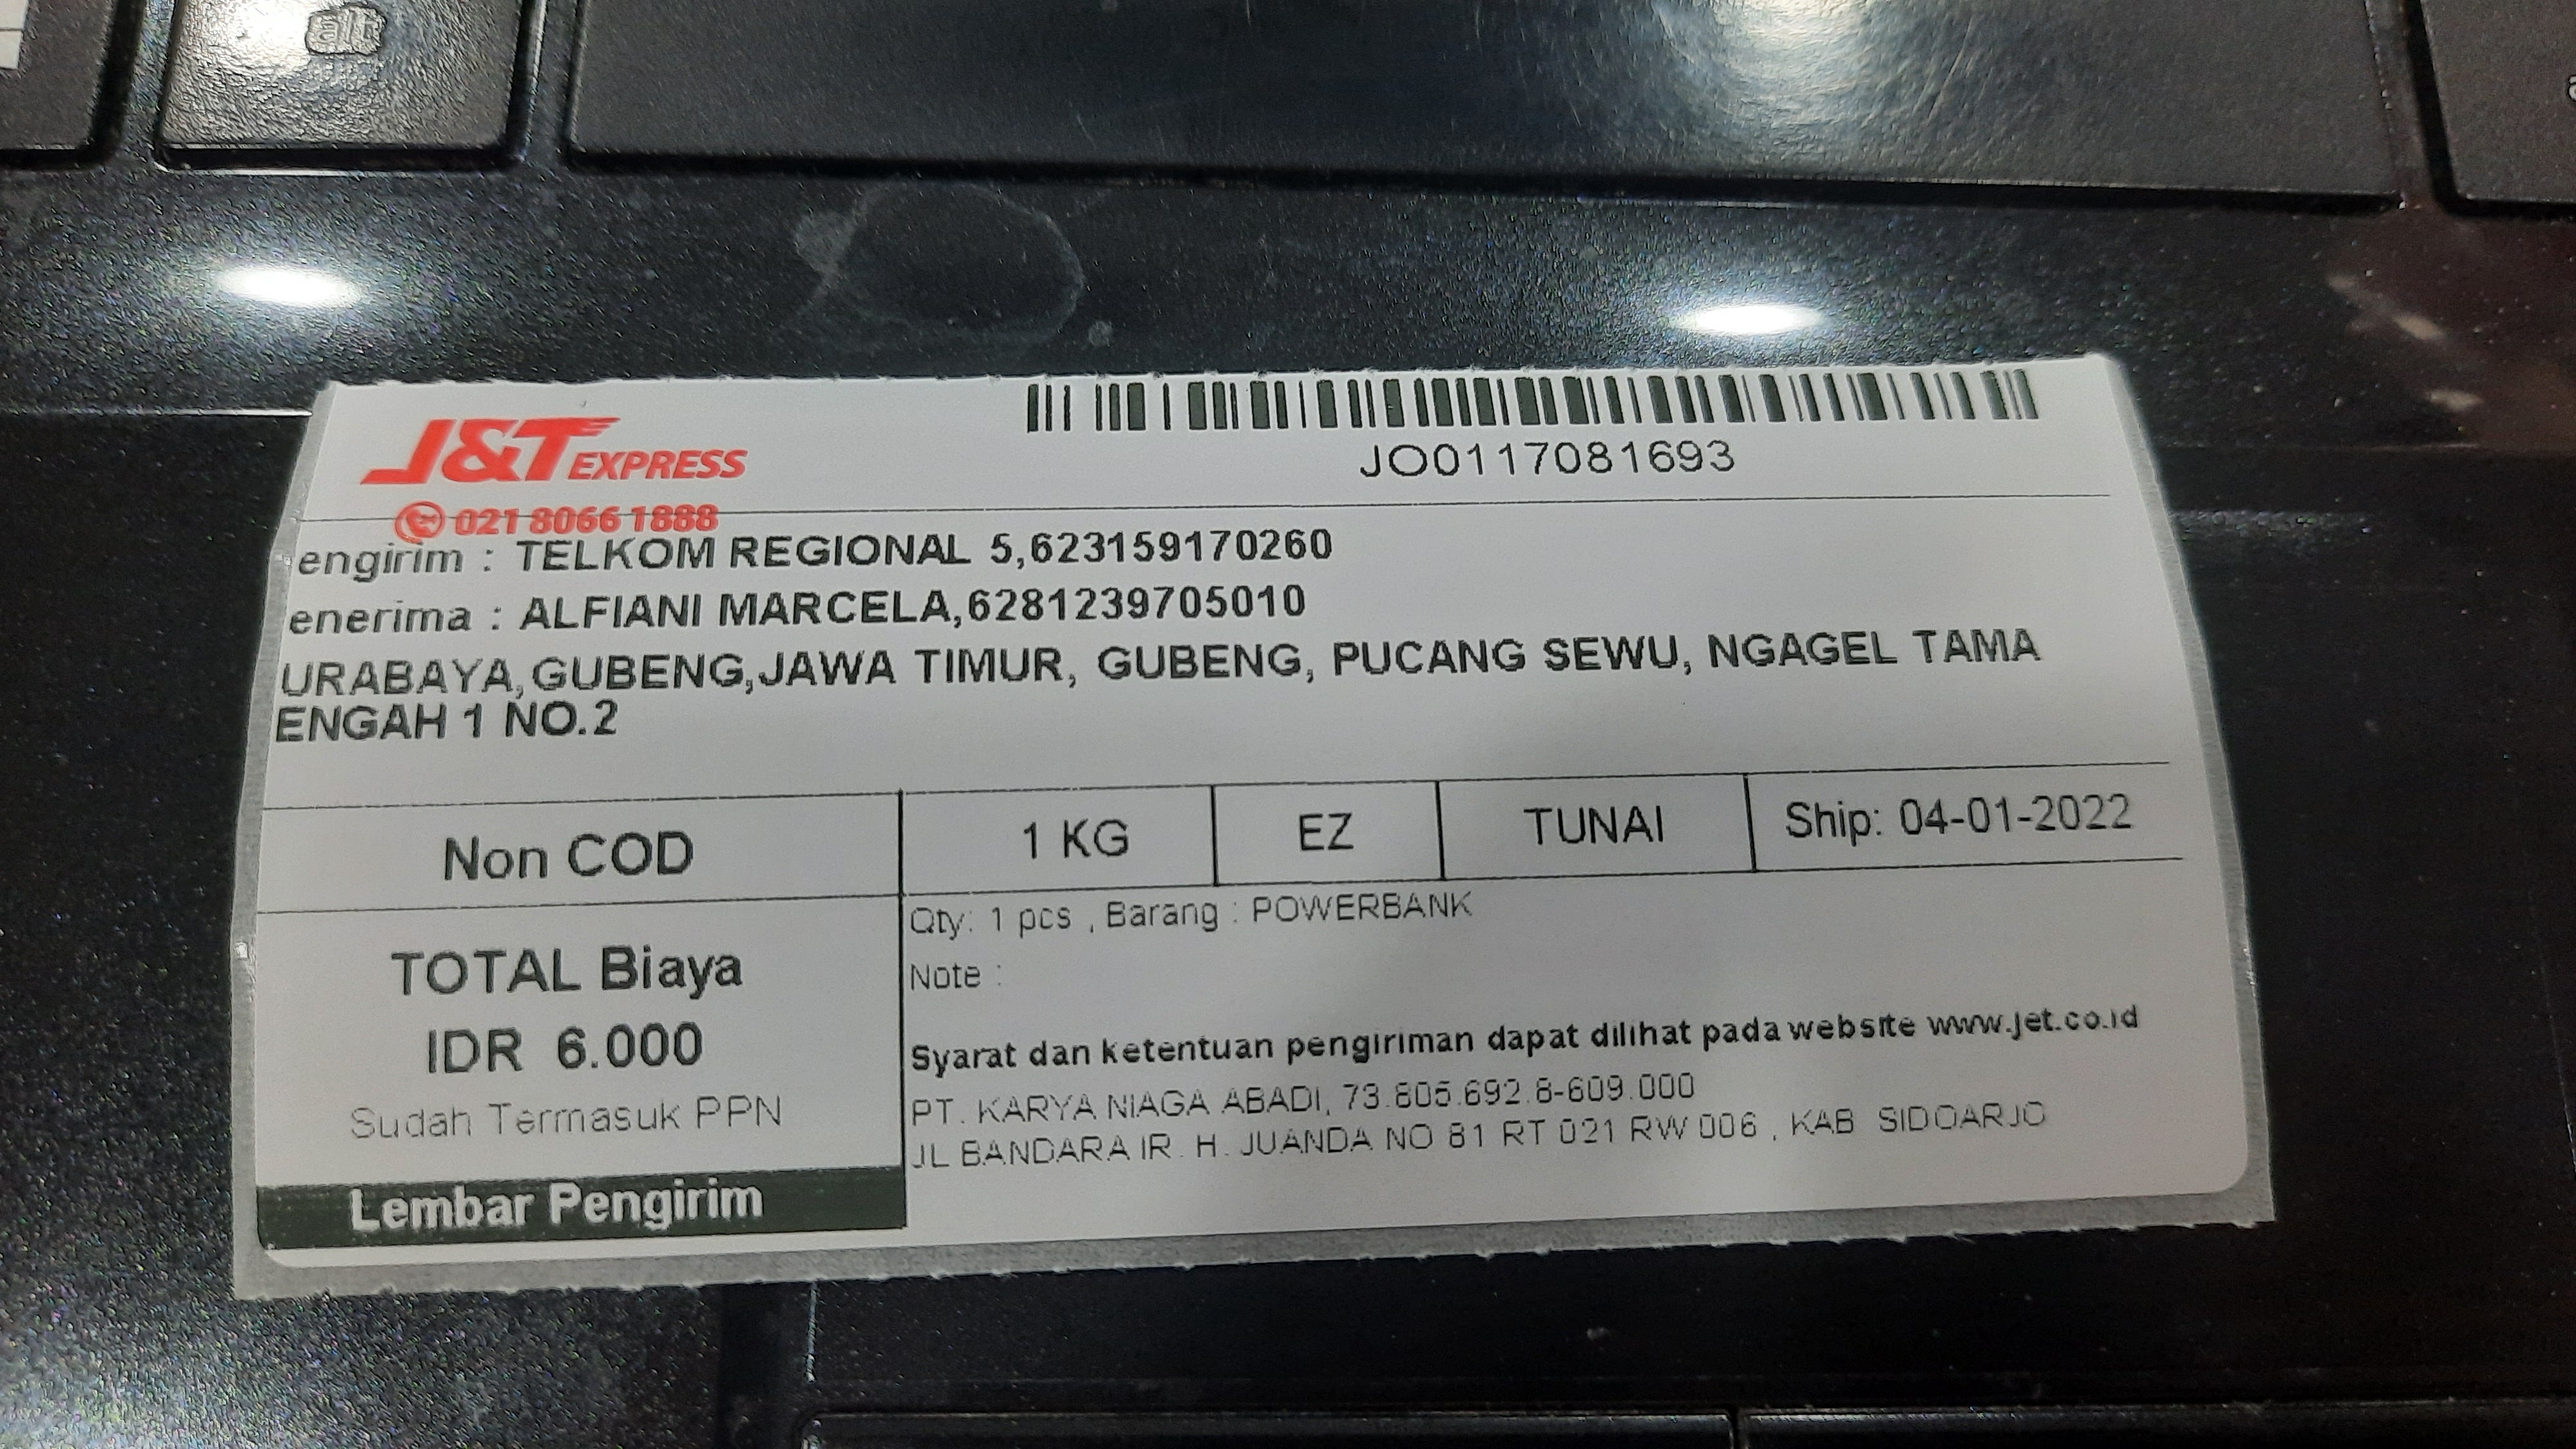 J&T EXPRESS
021 8066 1888
JO0117081693
engirim : TELKOM REGIONAL 5,623159170260
enerima : ALFIANI MARCELA,6281239705010
URABAYA,GUBENG,JAWA TIMUR, GUBENG, PUCANG SEWU, NGAGEL TAMA
ENGAH 1 NO.2
Non COD
1 KG
EZ
TUNAI
Ship: 04-01-2022
TOTAL Biaya
IDR 6.000
Sudah Termasuk PPN
Lembar Pengirim
Qty: 1 pcs , Barang : POWERBANK
Note :
Syarat dan ketentuan pengiriman dapat dilihat pada website www.jet.co.id
PT. KARYA NIAGA ABADI, 73.605.692.8-609.000
JL BANDARA IR. H. JUANDA NO 81 RT 021 RW 006 , KAB SIDOARJO
alt